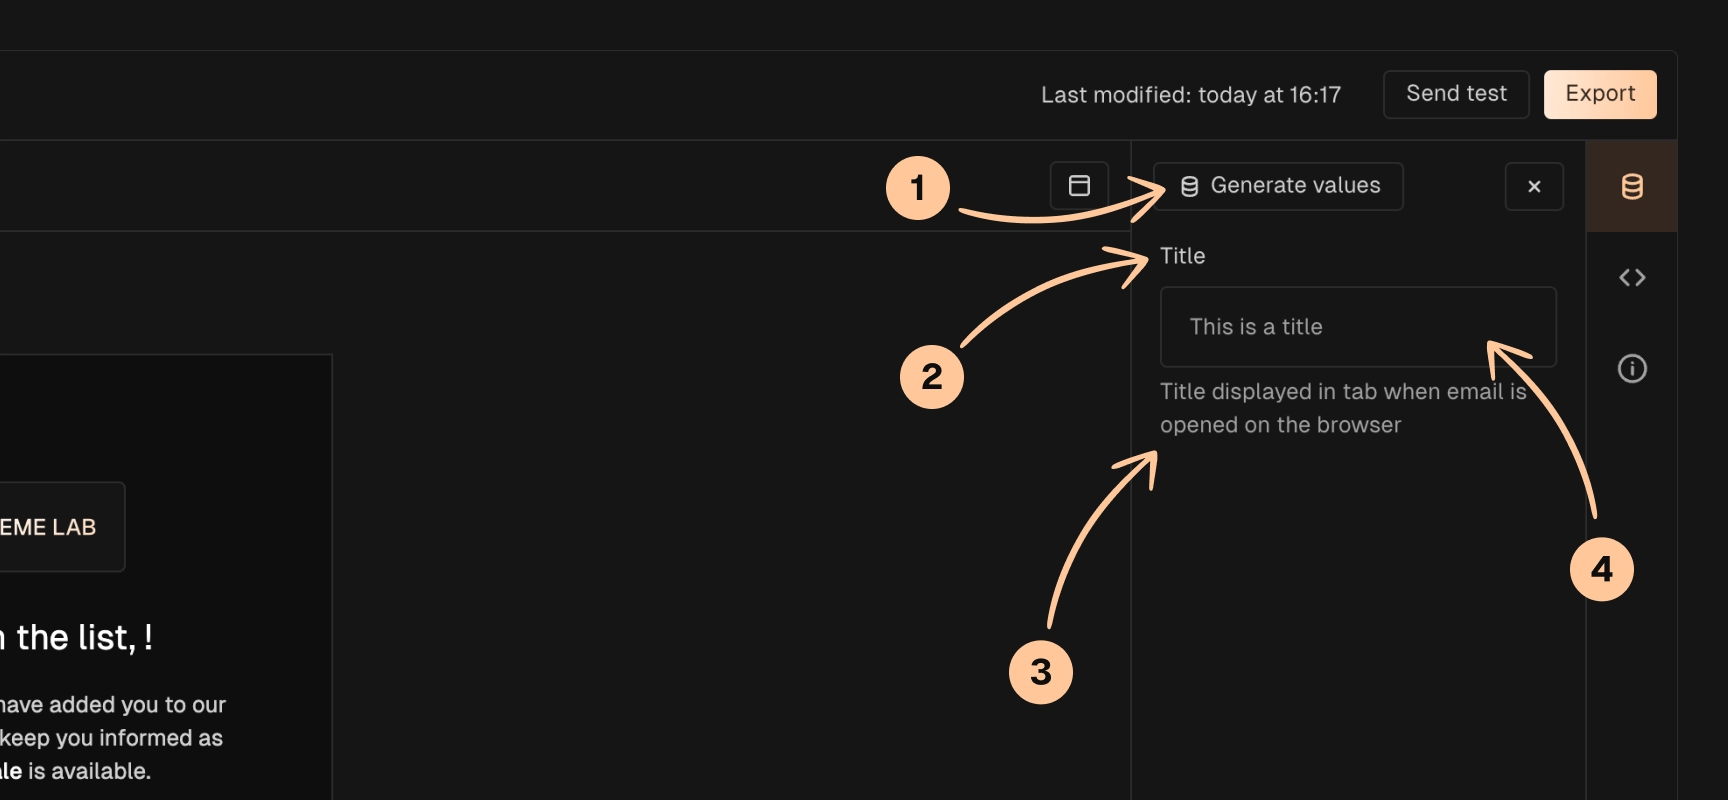 Last modified: today at 16:17
Send test
Export
1
Generate values
2
Title
This is a title
Title displayed in tab when email is
opened on the browser
3
4
EME LAB
the list, !
have added you to our
keep you informed as
is available.